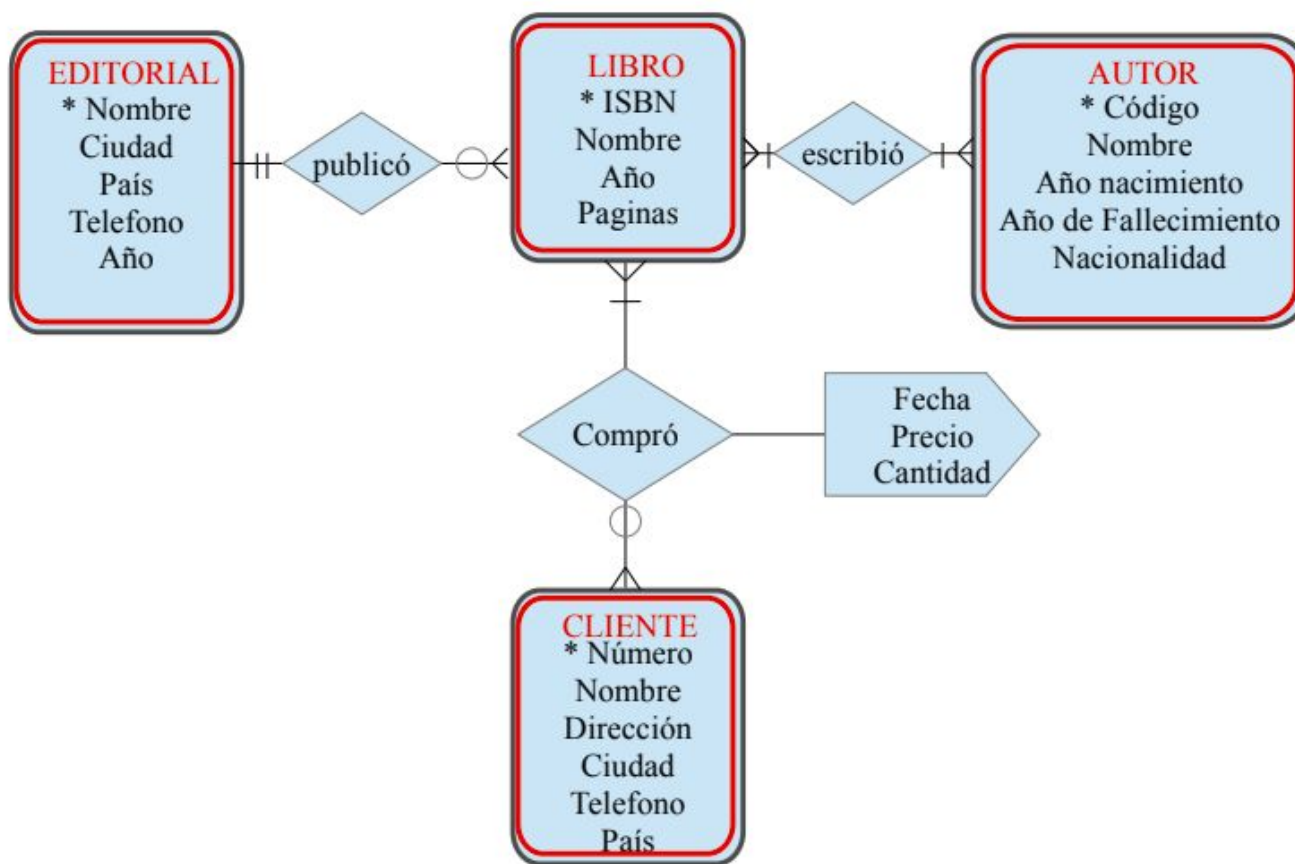 EDITORIAL
* Nombre
Ciudad
País
Telefono
Año
publicó
LIBRO
* ISBN
Nombre
Año
Paginas
escribió
AUTOR
* Código
Nombre
Año nacimiento
Año de Fallecimiento
Nacionalidad
Compró
Fecha
Precio
Cantidad
CLIENTE
* Número
Nombre
Dirección
Ciudad
Telefono
País